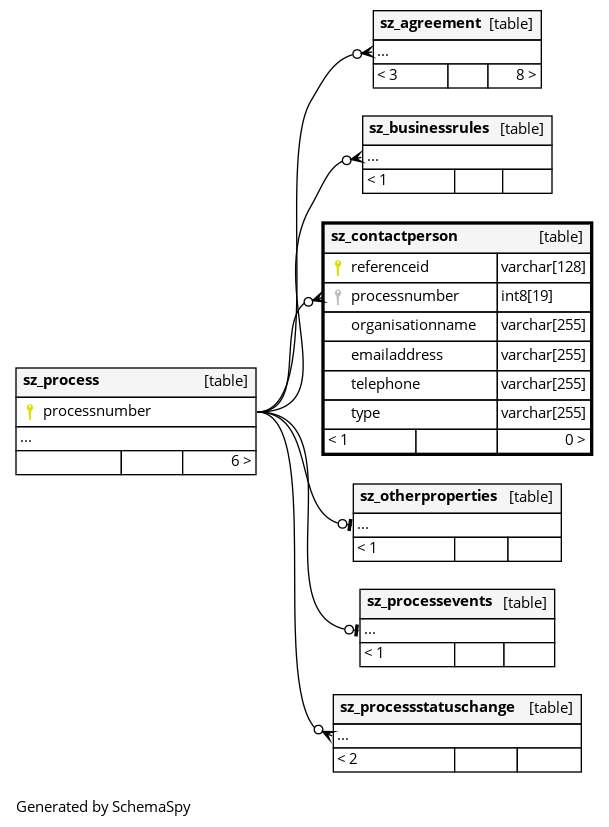 sz_agreement [table]
...
< 3 8 >
sz_businessrules [table]
...
< 1
sz_contactperson [table]
referenceid varchar[128]
processnumber int8[19]
organisationname varchar[255]
emailaddress varchar[255]
telephone varchar[255]
type varchar[255]
< 1 0 >
sz_process [table]
processnumber
...
6 >
sz_otherproperties [table]
...
< 1
sz_processevents [table]
...
< 1
sz_processstatuschange [table]
...
< 2
Generated by SchemaSpy